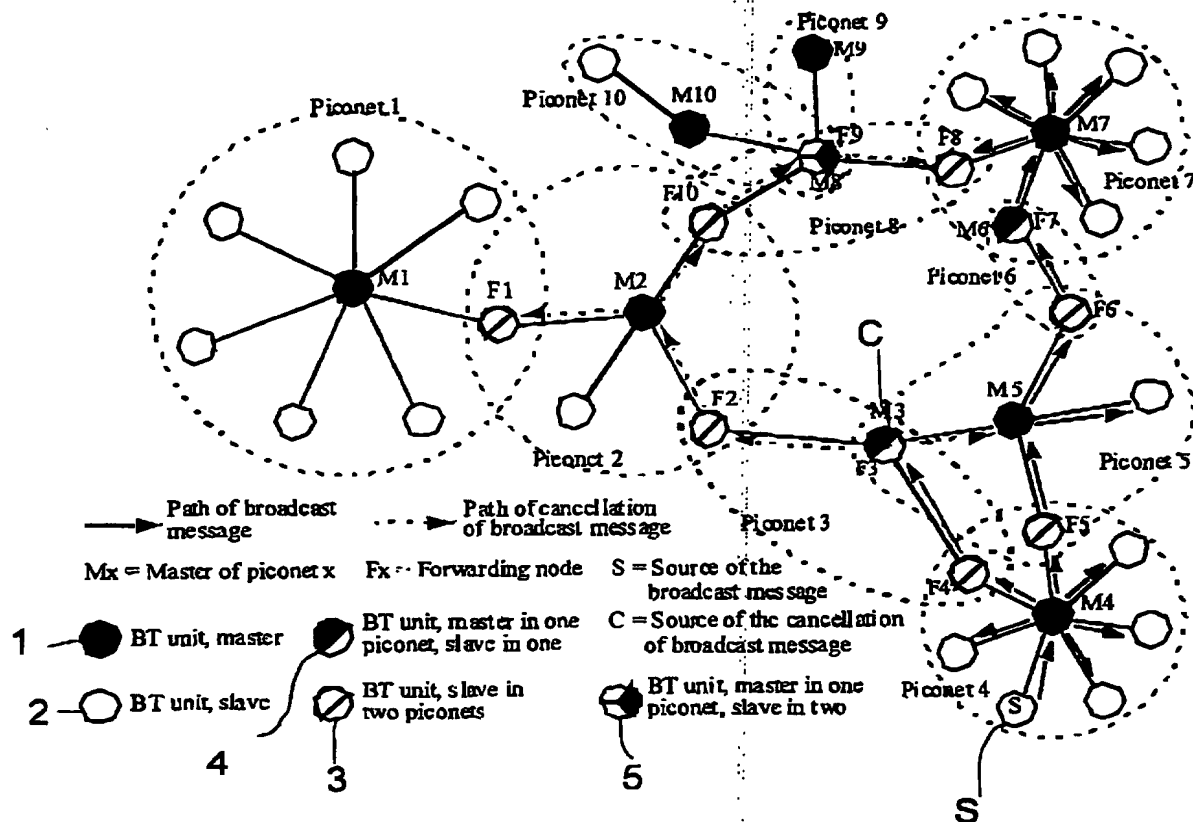 Piconet 9
M9
Piconet 10
M10
Piconet 1
F9
F8
M7
M8
Piconet 7
F10
Piconet 8
M6
F7
Piconet 6
M1
F1
M2
F6
C
F2
M3
M5
F3
Piconet 2
Piconet 5
Piconet 3
F5
F4
M4
Piconet 4
S
S
Path of broadcast
message
Path of cancellation
of broadcast message
Mx = Master of piconet x
Fx = Forwarding node
S = Source of the
broadcast message
C = Source of the cancellation
of broadcast message
1
BT unit, master
BT unit, master in one
piconet, slave in one
2
BT unit, slave
BT unit, slave in
two piconets
BT unit, master in one
piconet, slave in two
4
3
5